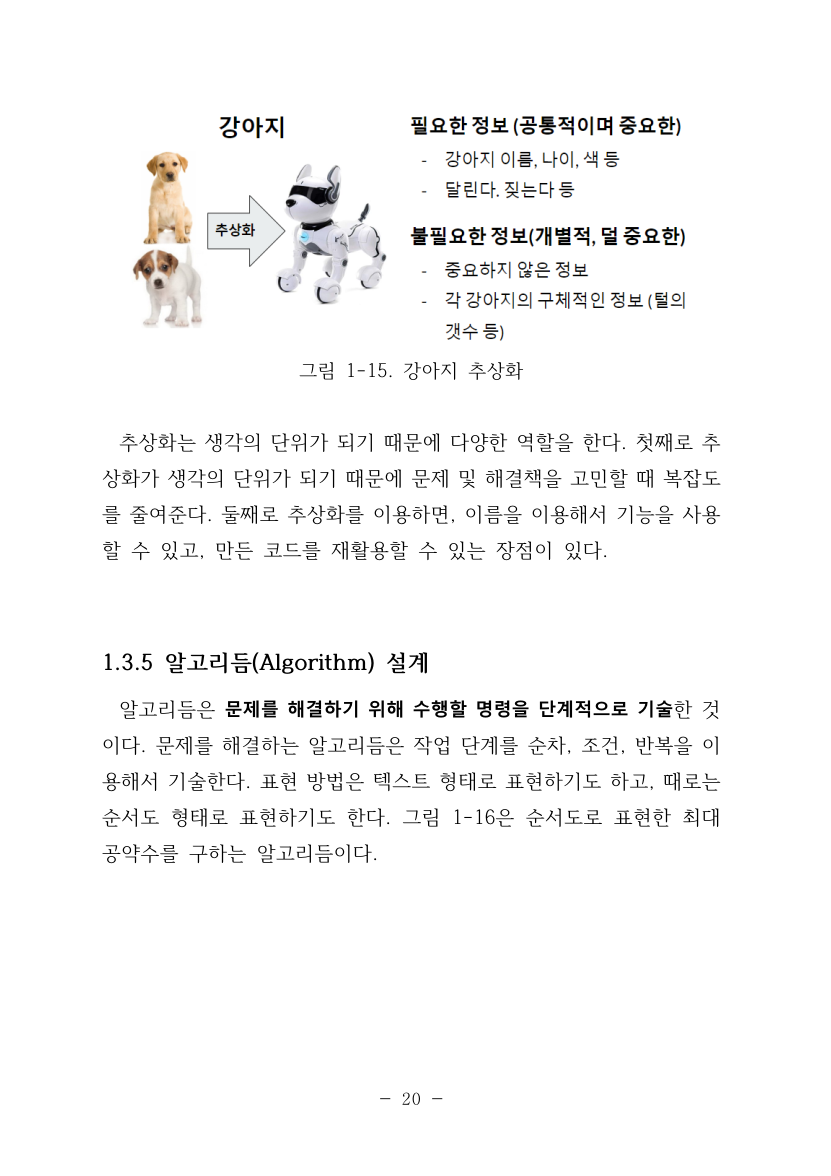 강아지
추상화
필요한 정보 (공통적이며 중요한)
- 강아지 이름, 나이, 색 등
- 달린다. 짖는다 등
불필요한 정보(개별적, 덜 중요한)
- 중요하지 않은 정보
- 각 강아지의 구체적인 정보 (털의
갯수 등)
그림 1-15. 강아지 추상화
추상화는 생각의 단위가 되기 때문에 다양한 역할을 한다. 첫째로 추
상화가 생각의 단위가 되기 때문에 문제 및 해결책을 고민할 때 복잡도
를 줄여준다. 둘째로 추상화를 이용하면, 이름을 이용해서 기능을 사용
할 수 있고, 만든 코드를 재활용할 수 있는 장점이 있다.
1.3.5 알고리듬(Algorithm) 설계
알고리듬은 문제를 해결하기 위해 수행할 명령을 단계적으로 기술한 것
이다. 문제를 해결하는 알고리듬은 작업 단계를 순차, 조건, 반복을 이
용해서 기술한다. 표현 방법은 텍스트 형태로 표현하기도 하고, 때로는
순서도 형태로 표현하기도 한다. 그림 1-16은 순서도로 표현한 최대
공약수를 구하는 알고리듬이다.
- 20 -